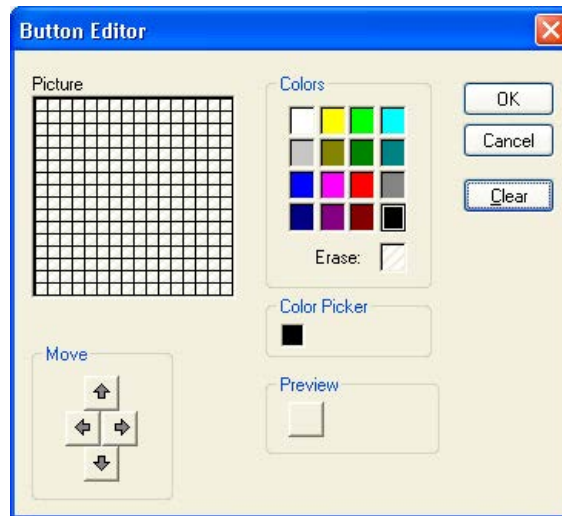 Button Editor
Picture
Colors
OK
Cancel
Clear
Erase:
Color Picker
Move
Preview